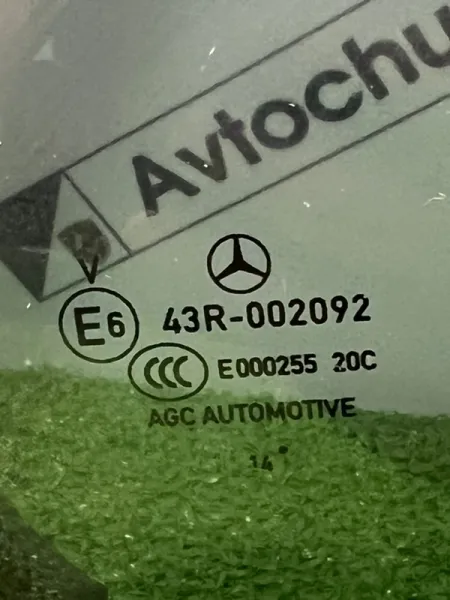 Avtochu
V
E6 43R-002092
CCC E000255 20C
AGC AUTOMOTIVE
14